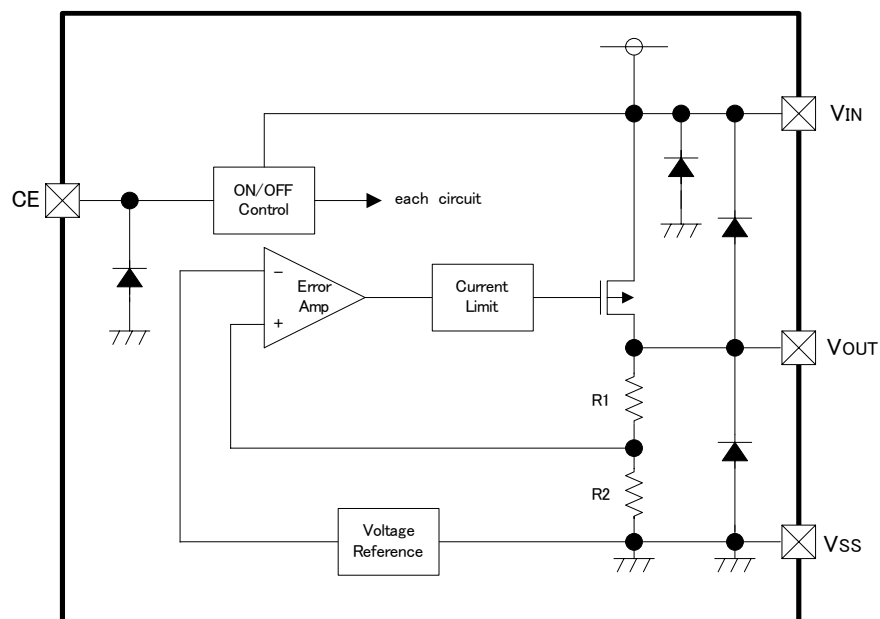 VIN
CE
ON/OFF
Control
each circuit
−
Error
Amp
+
Current
Limit
VOUT
R1
R2
Voltage
Reference
VSS